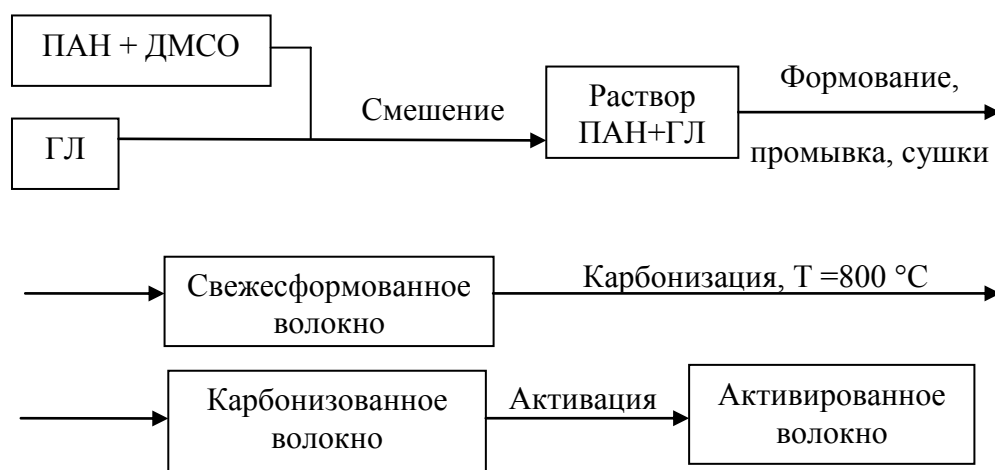 ПАН + ДМСО
ГЛ
Смешение
Раствор
ПАН+ГЛ
Формование,
промывка, сушки
Свежесформованное
волокно
Карбонизация, Т =800 °С
Карбонизованное
волокно
Активация
Активированное
волокно